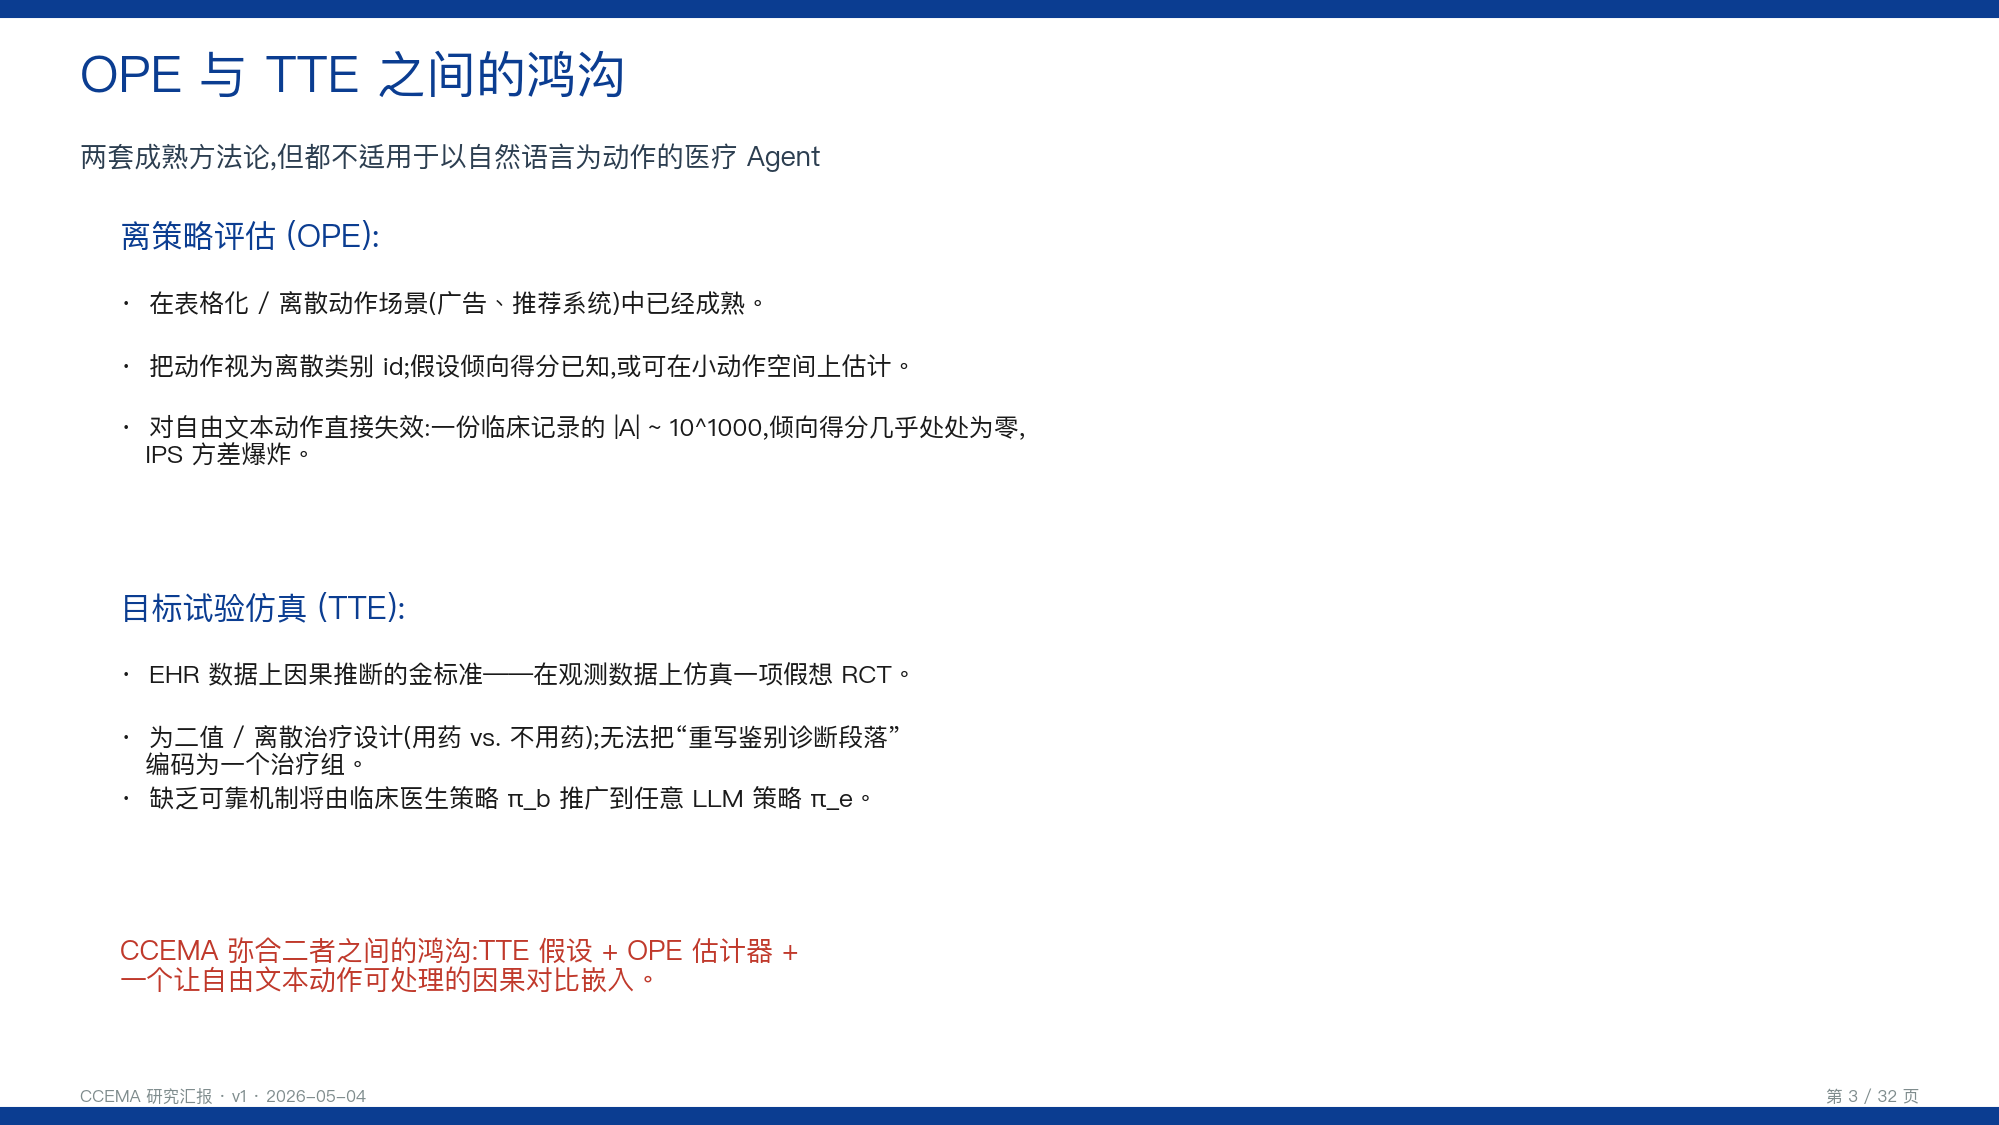 OPE 与 TTE 之间的鸿沟
两套成熟方法论,但都不适用于以自然语言为动作的医疗 Agent
离策略评估 (OPE):
· 在表格化 / 离散动作场景(广告、推荐系统)中已经成熟。
· 把动作视为离散类别 id;假设倾向得分已知,或可在小动作空间上估计。
· 对自由文本动作直接失效:一份临床记录的 |A| ~ 10^1000,倾向得分几乎处处为零,
IPS 方差爆炸。
目标试验仿真 (TTE):
· EHR 数据上因果推断的金标准——在观测数据上仿真一项假想 RCT。
· 为二值 / 离散治疗设计(用药 vs. 不用药);无法把“重写鉴别诊断段落”
编码为一个治疗组。
· 缺乏可靠机制将由临床医生策略 π_b 推广到任意 LLM 策略 π_e。
CCEMA 弥合二者之间的鸿沟:TTE 假设 + OPE 估计器 +
一个让自由文本动作可处理的因果对比嵌入。
CCEMA 研究汇报 · v1 · 2026-05-04
第 3 / 32 页